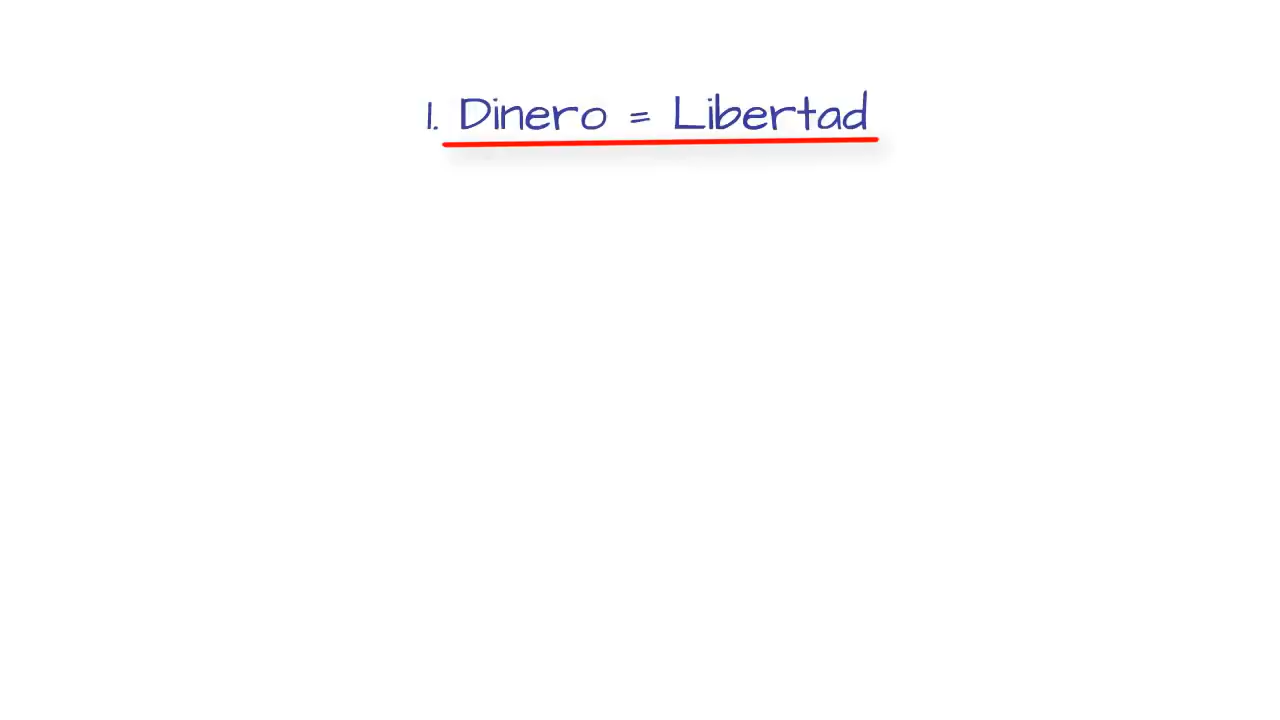 1. Dinero = Libertad